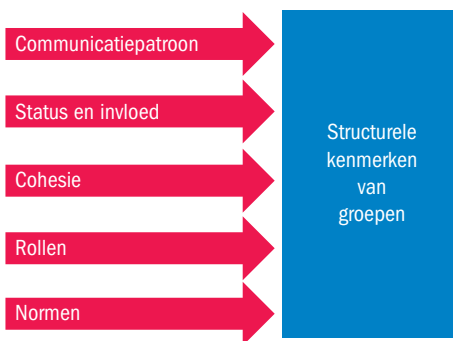 Communicatiepatroon
Status en invloed
Cohesie
Rollen
Normen
Structurele
kenmerken
van
groepen